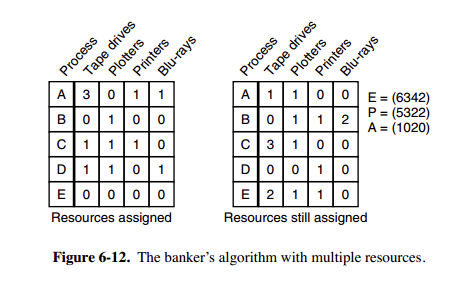 Process Tape drives Plotters Printers Blu-rays
A 3 0 1 1
B 0 1 0 0
C 1 1 1 0
D 1 1 0 1
E 0 0 0 0
Resources assigned
Process Tape drives Plotters Printers Blu-rays
A 1 1 0 0
B 0 1 1 2
C 3 1 0 0
D 0 0 1 0
E 2 1 1 0
Resources still assigned
E = (6342)
P = (5322)
A = (1020)
Figure 6-12. The banker's algorithm with multiple resources.